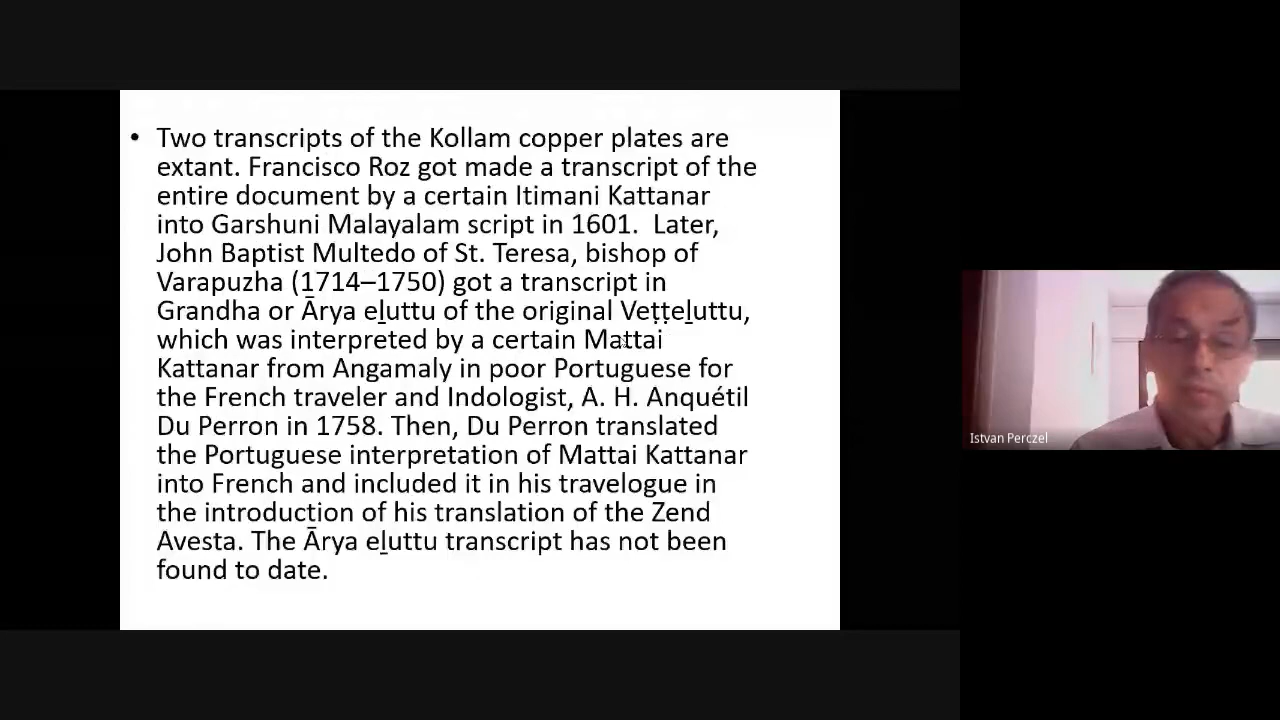 • Two transcripts of the Kollam copper plates are
extant. Francisco Roz got made a transcript of the
entire document by a certain Itimani Kattanar
into Garshuni Malayalam script in 1601.  Later,
John Baptist Multedo of St. Teresa, bishop of
Varapuzha (1714–1750) got a transcript in
Grandha or Ārya eḻuttu of the original Veṭṭeḻuttu,
which was interpreted by a certain Mattai
Kattanar from Angamaly in poor Portuguese for
the French traveler and Indologist, A. H. Anquétil
Du Perron in 1758. Then, Du Perron translated
the Portuguese interpretation of Mattai Kattanar
into French and included it in his travelogue in
the introduction of his translation of the Zend
Avesta. The Ārya eḻuttu transcript has not been
found to date.
Istvan Perczel